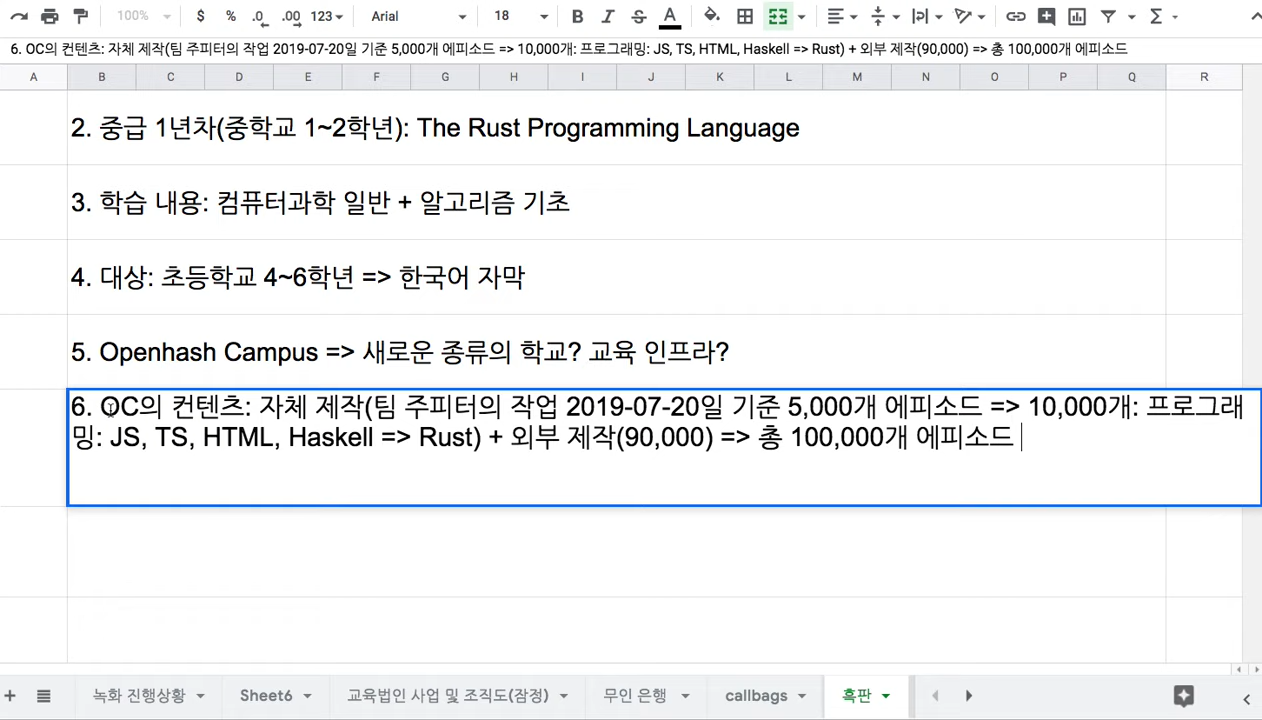 100%
$ % .0 .00 123
Arial
18
B I S A
Σ
6. OC의 컨텐츠: 자체 제작(팀 주피터의 작업 2019-07-20일 기준 5,000개 에피소드 => 10,000개: 프로그래밍: JS, TS, HTML, Haskell => Rust) + 외부 제작(90,000) => 총 100,000개 에피소드
A B C D E F G H I J K L M N O P Q R
2. 중급 1년차(중학교 1~2학년): The Rust Programming Language
3. 학습 내용: 컴퓨터과학 일반 + 알고리즘 기초
4. 대상: 초등학교 4~6학년 => 한국어 자막
5. Openhash Campus => 새로운 종류의 학교? 교육 인프라?
6. OC의 컨텐츠: 자체 제작(팀 주피터의 작업 2019-07-20일 기준 5,000개 에피소드 => 10,000개: 프로그래
밍: JS, TS, HTML, Haskell => Rust) + 외부 제작(90,000) => 총 100,000개 에피소드
녹화 진행상황
Sheet6
교육법인 사업 및 조직도(잠정)
무인 은행
callbags
흑판